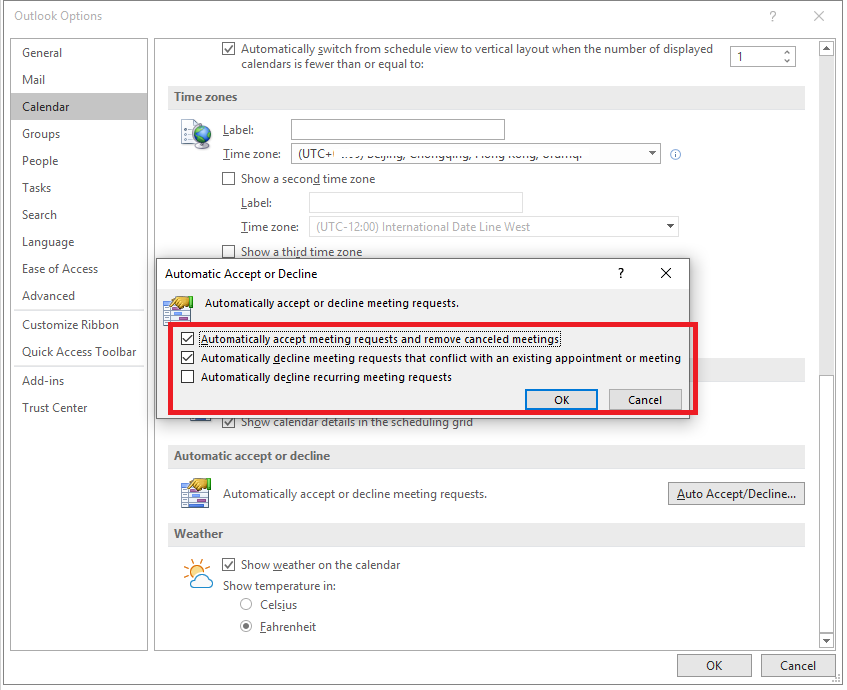 Outlook Options
General
Mail
Calendar
Groups
People
Tasks
Search
Language
Ease of Access
Advanced
Customize Ribbon
Quick Access Toolbar
Add-ins
Trust Center
Automatically switch from schedule view to vertical layout when the number of displayed
calendars is fewer than or equal to:
1
Time zones
Label:
Time zone: (UTC+ Beijing, Chongqing, Hong Kong, Urumqi
Show a second time zone
Label:
Time zone: (UTC-12:00) International Date Line West
Show a third time zone
Automatic Accept or Decline
?
Automatically accept or decline meeting requests.
Automatically accept meeting requests and remove canceled meetings
Automatically decline meeting requests that conflict with an existing appointment or meeting
Automatically decline recurring meeting requests
OK Cancel
Show calendar details in the scheduling grid
Automatic accept or decline
Automatically accept or decline meeting requests. Auto Accept/Decline...
Weather
Show weather on the calendar
Show temperature in:
Celsius
Fahrenheit
OK Cancel